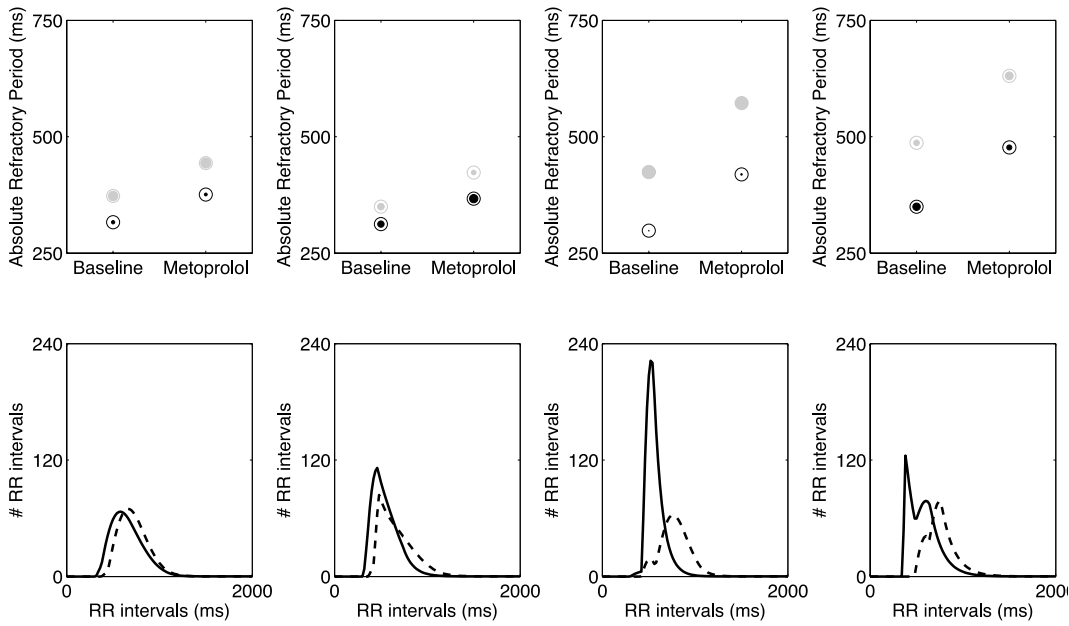 Absolute Refractory Period (ms)
750
500
250
Baseline
Metoprolol
Absolute Refractory Period (ms)
750
500
250
Baseline
Metoprolol
Absolute Refractory Period (ms)
750
500
250
Baseline
Metoprolol
Absolute Refractory Period (ms)
750
500
250
Baseline
Metoprolol
# RR intervals
240
120
0
0
2000
RR intervals (ms)
# RR intervals
240
120
0
0
2000
RR intervals (ms)
# RR intervals
240
120
0
0
2000
RR intervals (ms)
# RR intervals
240
120
0
0
2000
RR intervals (ms)